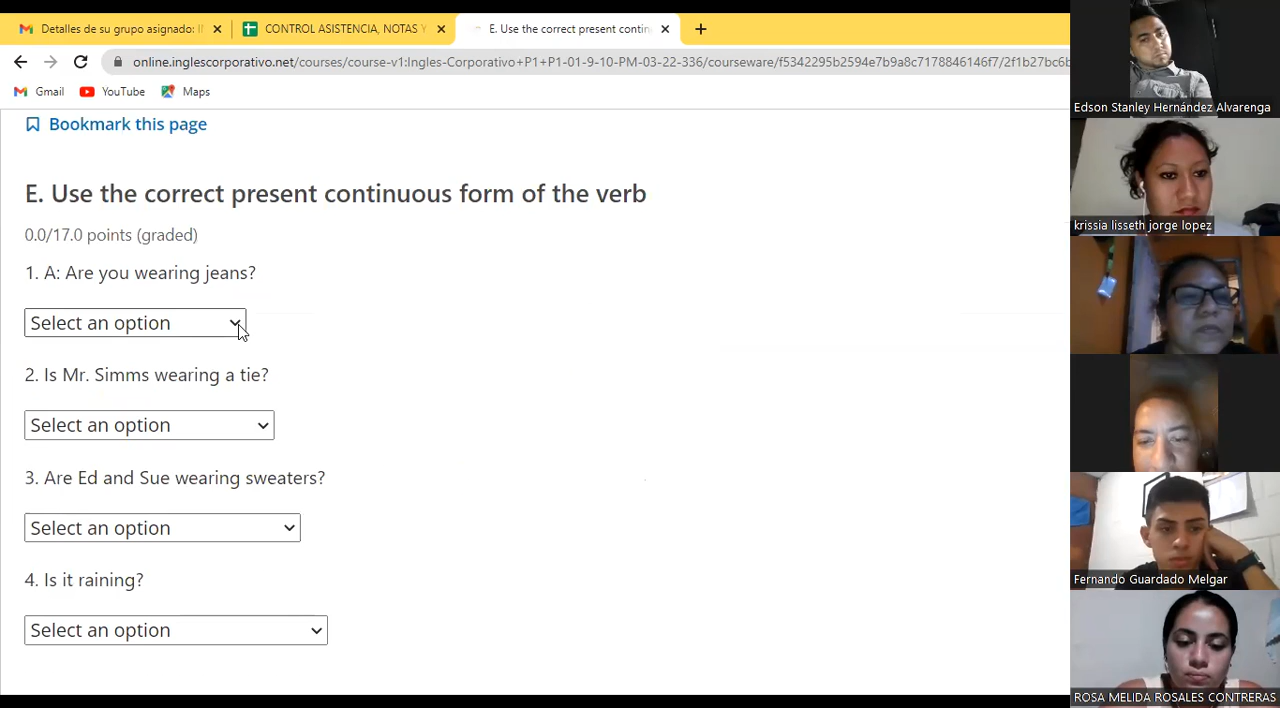 Detalles de su grupo asignado: I
CONTROL ASISTENCIA, NOTAS Y
E. Use the correct present contin
online.inglescorporativo.net/courses/course-v1:Ingles-Corporativo+P1+P1-01-9-10-PM-03-22-336/courseware/f5342295b2594e7b9a8c7178846146f7/2f1b27bc6b
Gmail YouTube Maps
Bookmark this page
E. Use the correct present continuous form of the verb
0.0/17.0 points (graded)
1. A: Are you wearing jeans?
Select an option
2. Is Mr. Simms wearing a tie?
Select an option
3. Are Ed and Sue wearing sweaters?
Select an option
4. Is it raining?
Select an option
Edson Stanley Hernández Alvarenga
krissia lisseth jorge lopez
Fernando Guardado Melgar
ROSA MELIDA ROSALES CONTRERAS